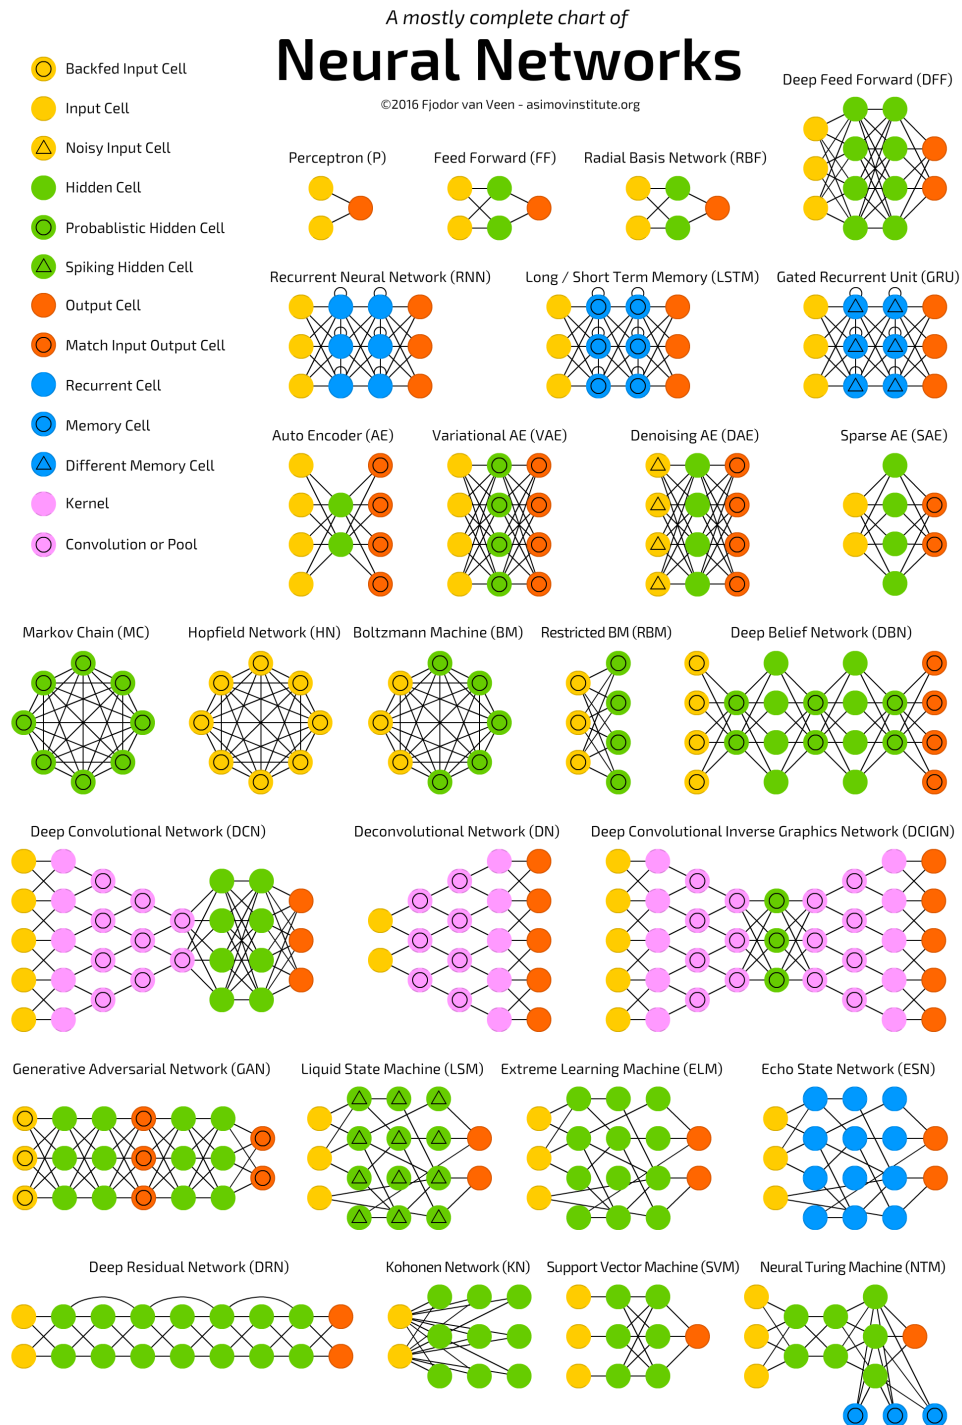 A mostly complete chart of
Neural Networks
©2016 Fjodor van Veen - asimovinstitute.org
Backfed Input Cell
Input Cell
Noisy Input Cell
Hidden Cell
Probablistic Hidden Cell
Spiking Hidden Cell
Output Cell
Match Input Output Cell
Recurrent Cell
Memory Cell
Different Memory Cell
Kernel
Convolution or Pool
Deep Feed Forward (DFF)
Perceptron (P)
Feed Forward (FF)
Radial Basis Network (RBF)
Recurrent Neural Network (RNN)
Long / Short Term Memory (LSTM)
Gated Recurrent Unit (GRU)
Auto Encoder (AE)
Variational AE (VAE)
Denoising AE (DAE)
Sparse AE (SAE)
Markov Chain (MC)
Hopfield Network (HN)
Boltzmann Machine (BM)
Restricted BM (RBM)
Deep Belief Network (DBN)
Deep Convolutional Network (DCN)
Deconvolutional Network (DN)
Deep Convolutional Inverse Graphics Network (DCIGN)
Generative Adversarial Network (GAN)
Liquid State Machine (LSM)
Extreme Learning Machine (ELM)
Echo State Network (ESN)
Deep Residual Network (DRN)
Kohonen Network (KN)
Support Vector Machine (SVM)
Neural Turing Machine (NTM)